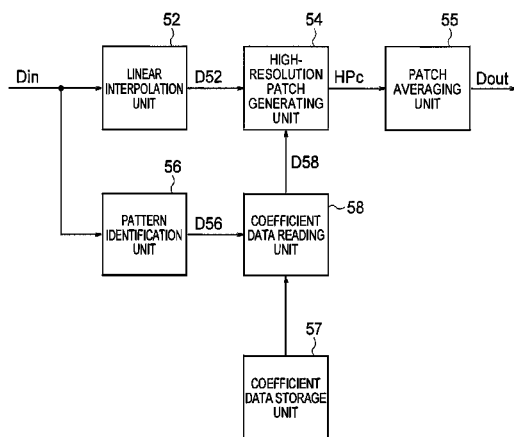 52
54
55
Din
LINEAR
INTERPOLATION
UNIT
D52
HIGH-
RESOLUTION
PATCH
GENERATING
UNIT
HPc
PATCH
AVERAGING
UNIT
Dout
D58
56
58
PATTERN
IDENTIFICATION
UNIT
D56
COEFFICIENT
DATA READING
UNIT
57
COEFFICIENT
DATA STORAGE
UNIT